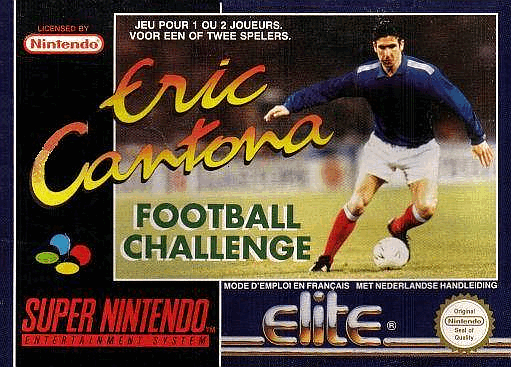 LICENSED BY
Nintendo
JEU POUR 1 OU 2 JOUEURS.
VOOR EEN OF TWEE SPELERS.
Eric
Cantona
FOOTBALL
CHALLENGE
MODE D'EMPLOI EN FRANÇAIS MET NEDERLANDSE HANDLEIDING
SUPER NINTENDO™
ENTERTAINMENT SYSTEM
elite®
Original
Nintendo
Seal of
Quality